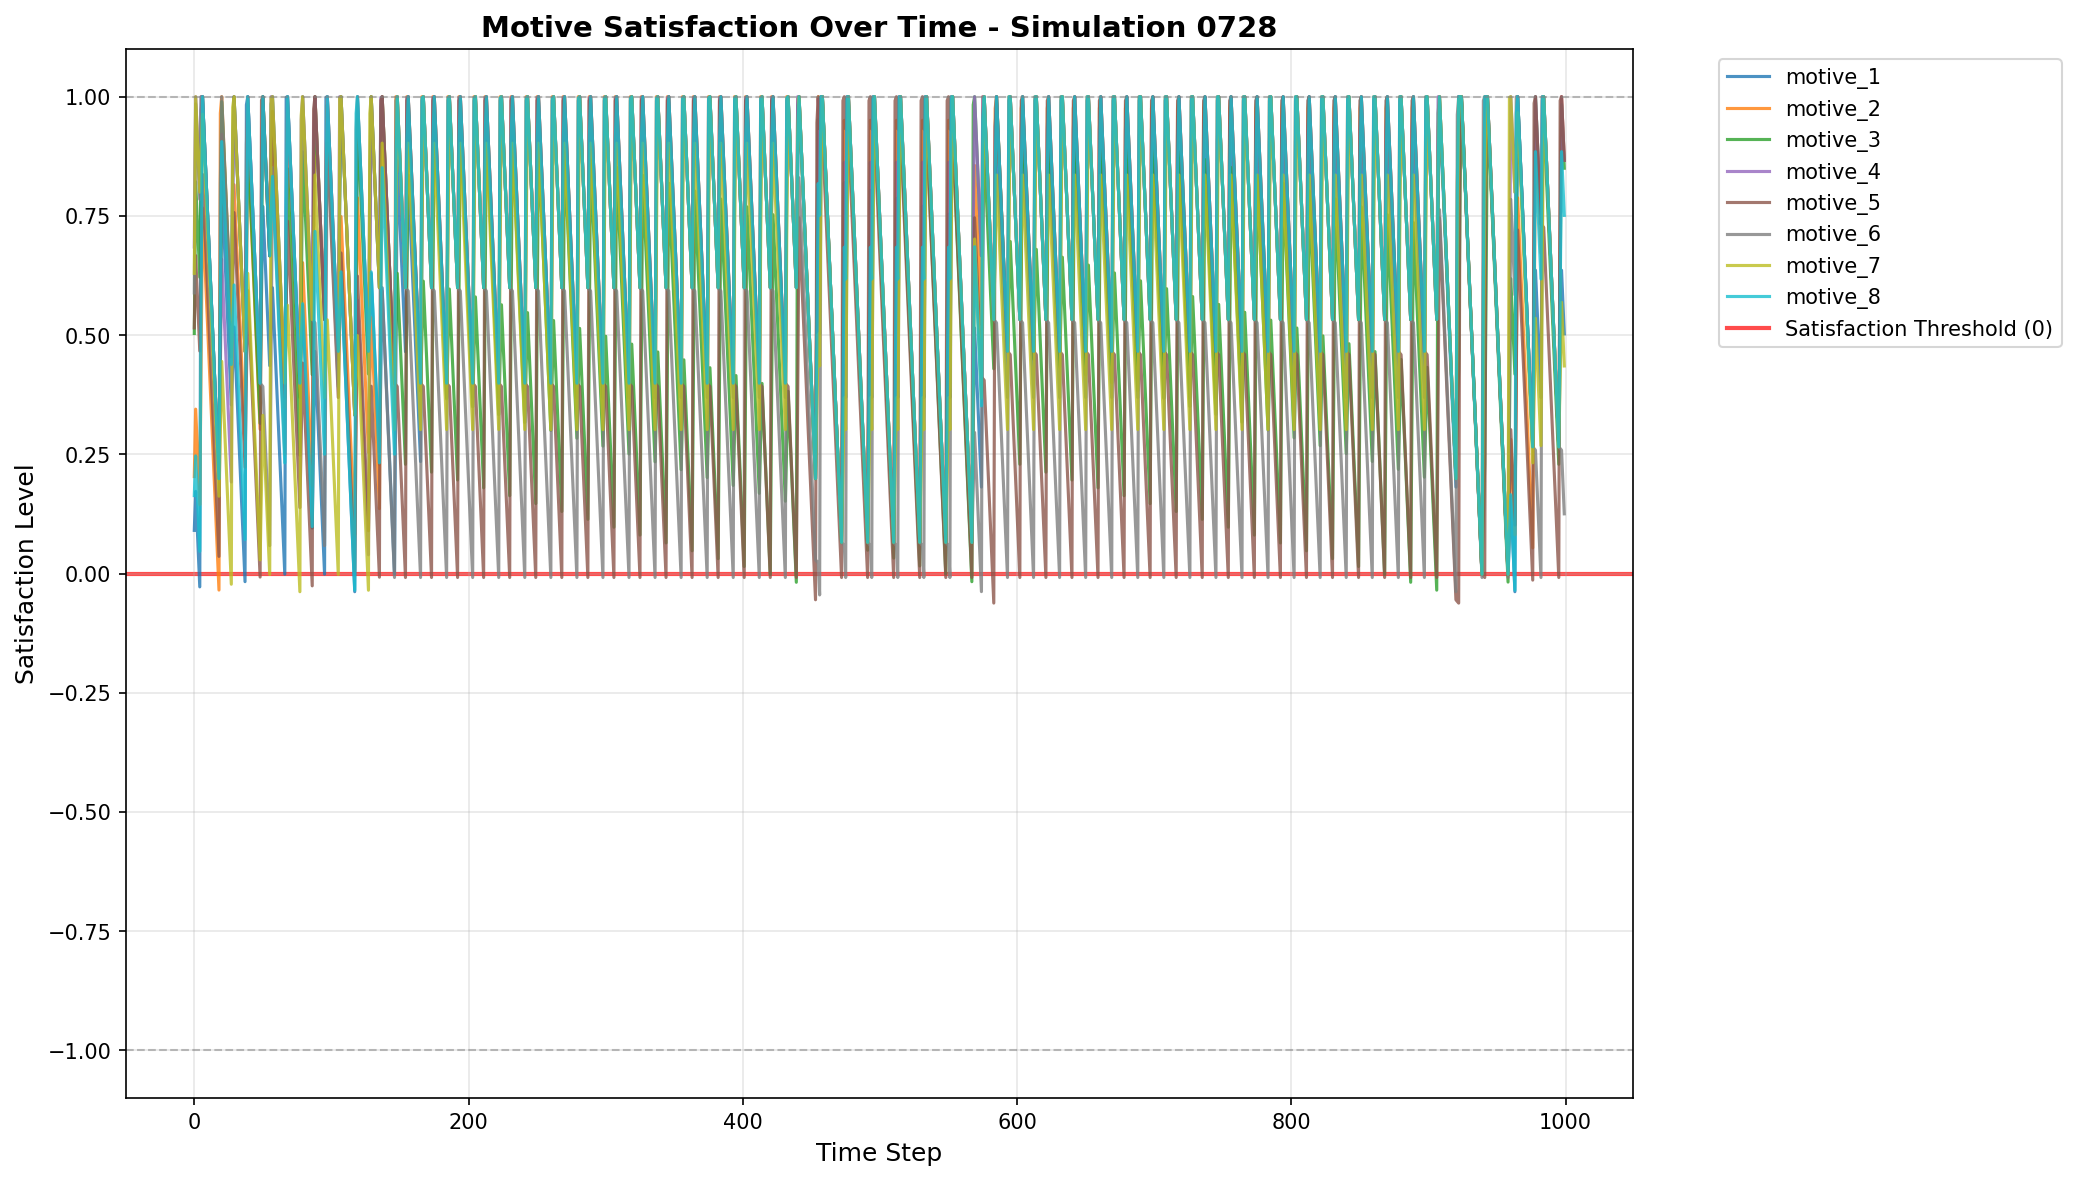 Motive Satisfaction Over Time - Simulation 0728
Satisfaction Level
1.00
0.75
0.50
0.25
0.00
−0.25
−0.50
−0.75
−1.00
0
200
400
600
800
1000
Time Step
motive_1
motive_2
motive_3
motive_4
motive_5
motive_6
motive_7
motive_8
Satisfaction Threshold (0)